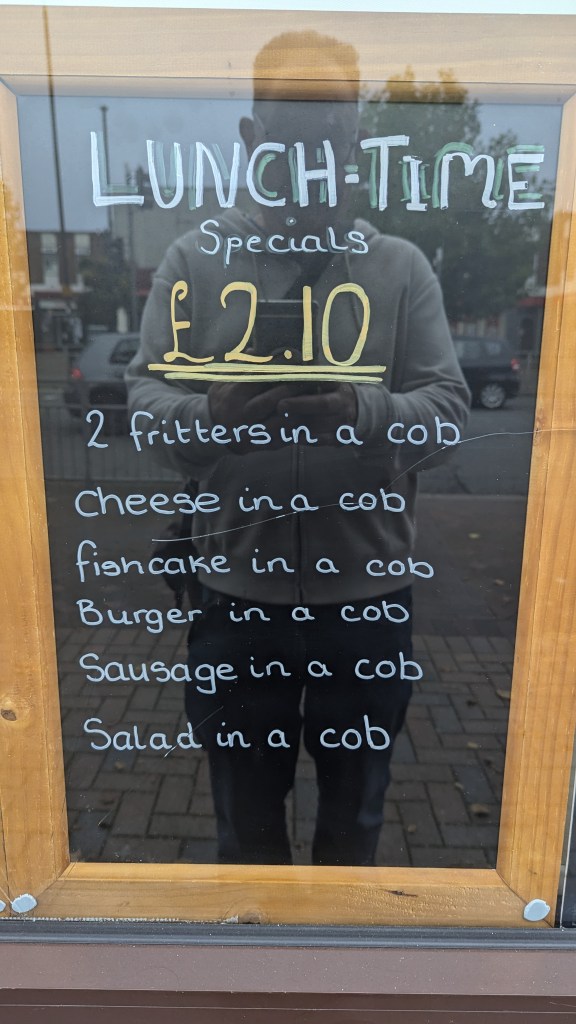 LUNCH-TIME
Specials
£2.10
2 fritters in a cob
Cheese in a cob
fishcake in a cob
Burger in a cob
Sausage in a cob
Salad in a cob